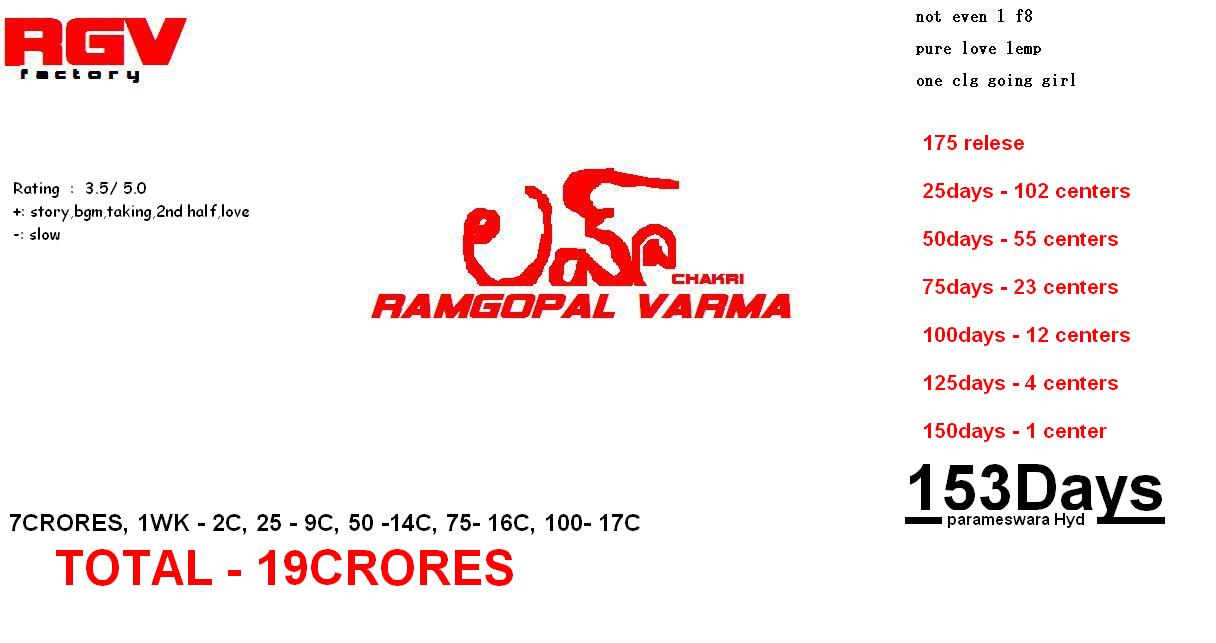 RGV
factory
not even 1 f8
pure love 1emp
one clg going girl
Rating : 3.5/ 5.0
+: story,bgm,taking,2nd half,love
-: slow
లవ్
CHAKRI
RAMGOPAL VARMA
175 relese
25days - 102 centers
50days - 55 centers
75days - 23 centers
100days - 12 centers
125days - 4 centers
150days - 1 center
153Days
parameswara Hyd
7CRORES, 1WK - 2C, 25 - 9C, 50 -14C, 75- 16C, 100- 17C
TOTAL - 19CRORES